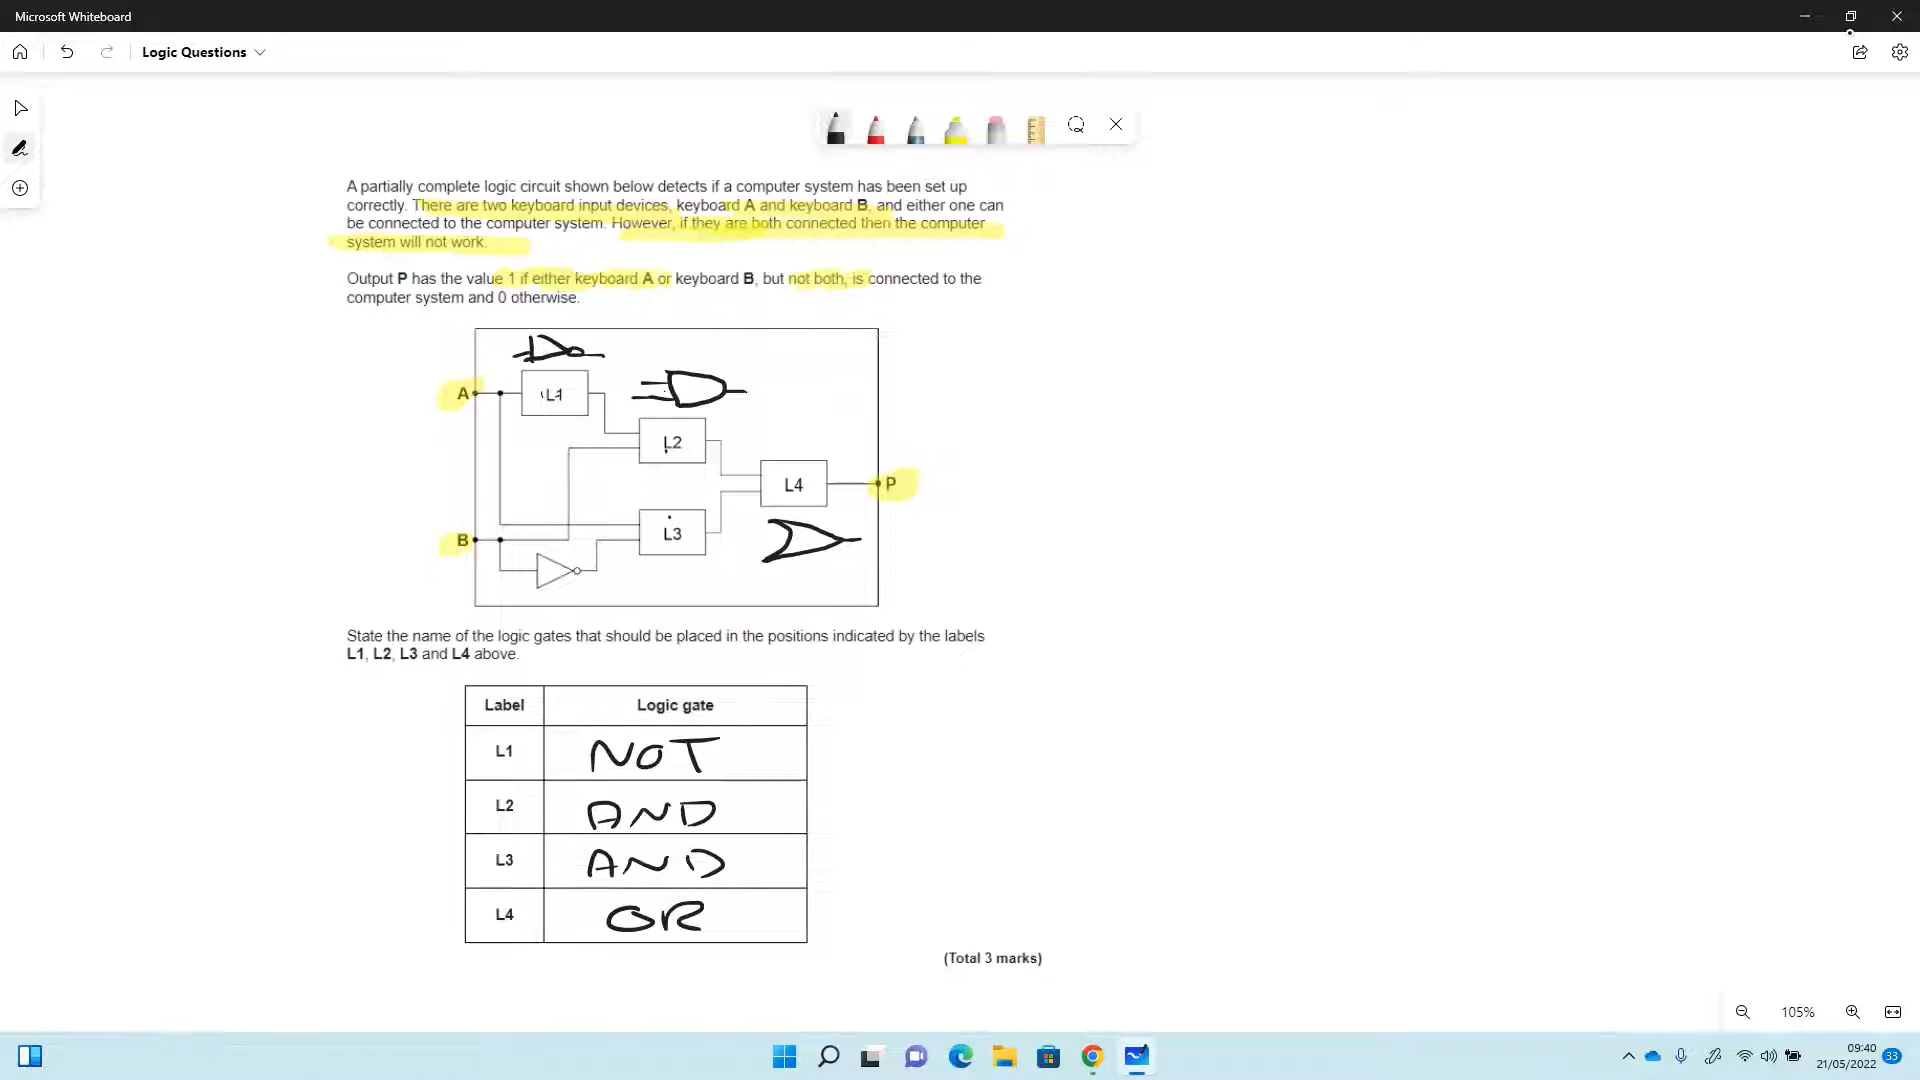 Microsoft Whiteboard
Logic Questions
A partially complete logic circuit shown below detects if a computer system has been set up
correctly. There are two keyboard input devices, keyboard A and keyboard B, and either one can
be connected to the computer system. However, if they are both connected then the computer
system will not work.
Output P has the value 1 if either keyboard A or keyboard B, but not both, is connected to the
computer system and 0 otherwise.
A
L1
L2
L4
P
L3
B
State the name of the logic gates that should be placed in the positions indicated by the labels
L1, L2, L3 and L4 above.
Label Logic gate
L1 NOT
L2 AND
L3 AND
L4 OR
(Total 3 marks)
105%
09:40
21/05/2022
33